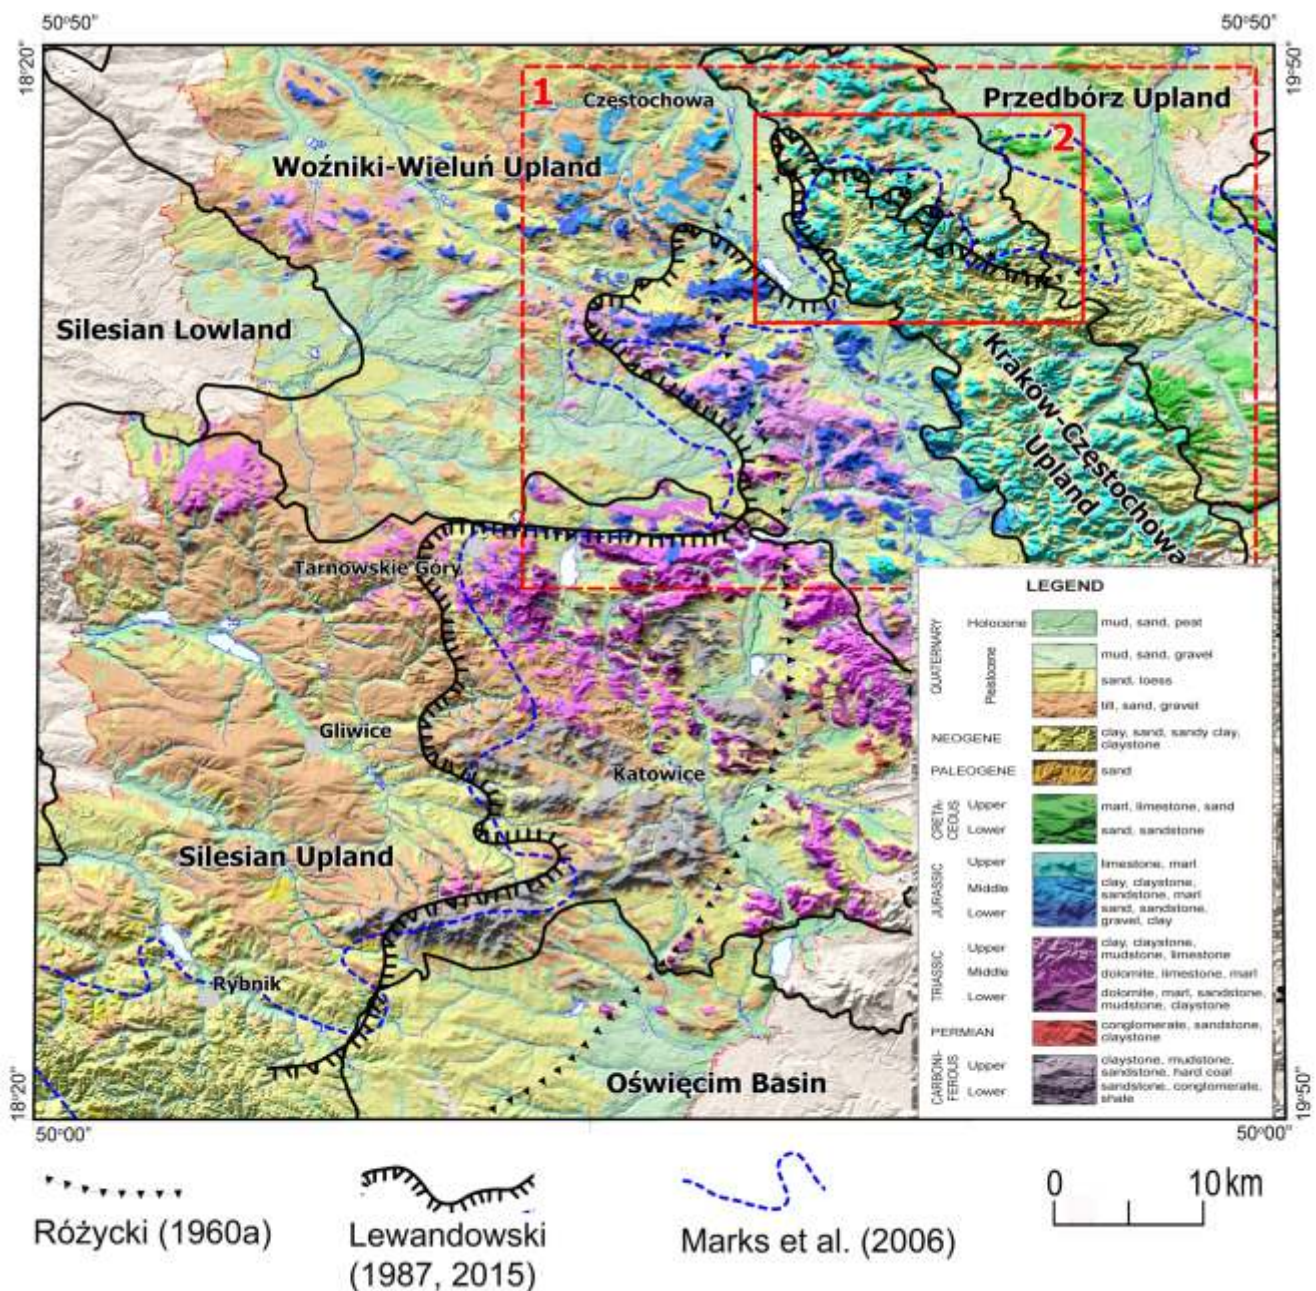 50°50"
50°50"
18°20"
19°50"
1
Częstochowa
Przedbórz Upland
2
Woźniki-Wieluń Upland
Silesian Lowland
Kraków-Częstochowa
Upland
Tarnowskie Góry
Gliwice
Katowice
Silesian Upland
Rybnik
Oświęcim Basin
LEGEND
QUATERNARY
Holocene
mud, sand, peat
Pleistocene
mud, sand, gravel
sand, loess
till, sand, gravel
NEOGENE
clay, sand, sandy clay,
claystone
PALEOGENE
sand
CRETA-
CEOUS
Upper
marl, limestone, sand
Lower
sand, sandstone
JURASSIC
Upper
limestone, marl
Middle
clay, claystone,
sandstone, marl
Lower
sand, sandstone,
gravel, clay
TRIASSIC
Upper
clay, claystone,
mudstone, limestone
Middle
dolomite, limestone, marl
Lower
dolomite, marl, sandstone,
mudstone, claystone
PERMIAN
conglomerate, sandstone,
claystone
CARBONI-
FEROUS
Upper
claystone, mudstone,
sandstone, hard coal
Lower
sandstone, conglomerate,
shale
18°20"
19°50"
50°00"
50°00"
Różycki (1960a)
Lewandowski
(1987, 2015)
Marks et al. (2006)
0
10 km